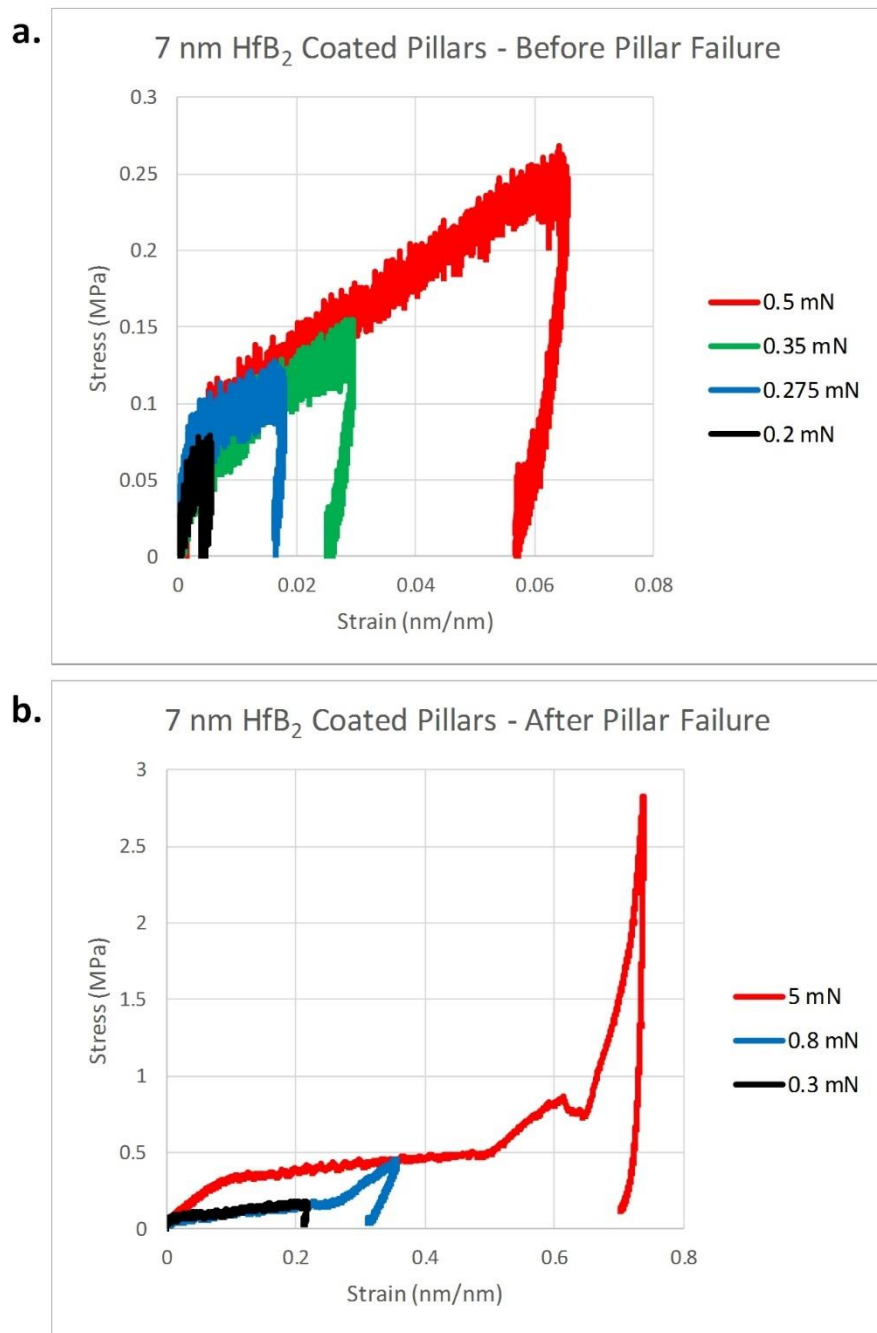 a.
7 nm HfB₂ Coated Pillars - Before Pillar Failure
Stress (MPa)
0.3
0.25
0.2
0.15
0.1
0.05
0
0 0.02 0.04 0.06 0.08
Strain (nm/nm)
0.5 mN
0.35 mN
0.275 mN
0.2 mN
b.
7 nm HfB₂ Coated Pillars - After Pillar Failure
Stress (MPa)
3
2.5
2
1.5
1
0.5
0
0 0.2 0.4 0.6 0.8
Strain (nm/nm)
5 mN
0.8 mN
0.3 mN